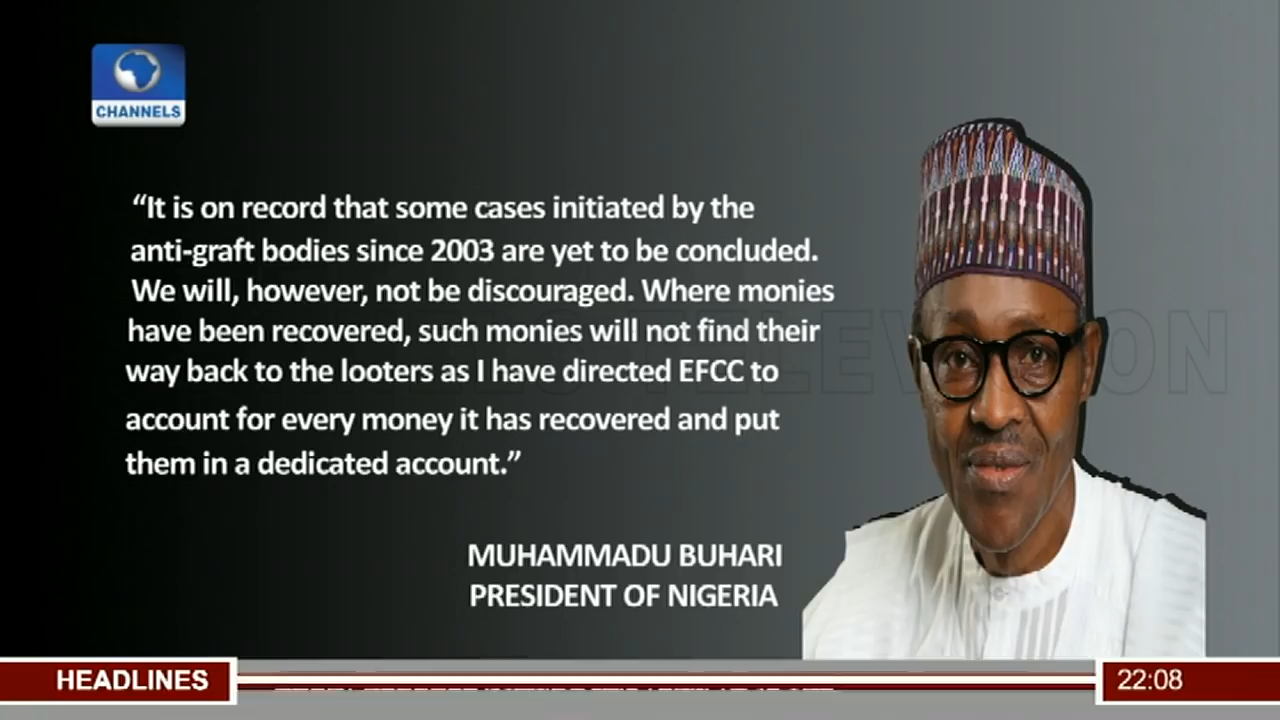 CHANNELS
“It is on record that some cases initiated by the
anti-graft bodies since 2003 are yet to be concluded.
We will, however, not be discouraged. Where monies
have been recovered, such monies will not find their
way back to the looters as I have directed EFCC to
account for every money it has recovered and put
them in a dedicated account.”
MUHAMMADU BUHARI
PRESIDENT OF NIGERIA
HEADLINES
22:08